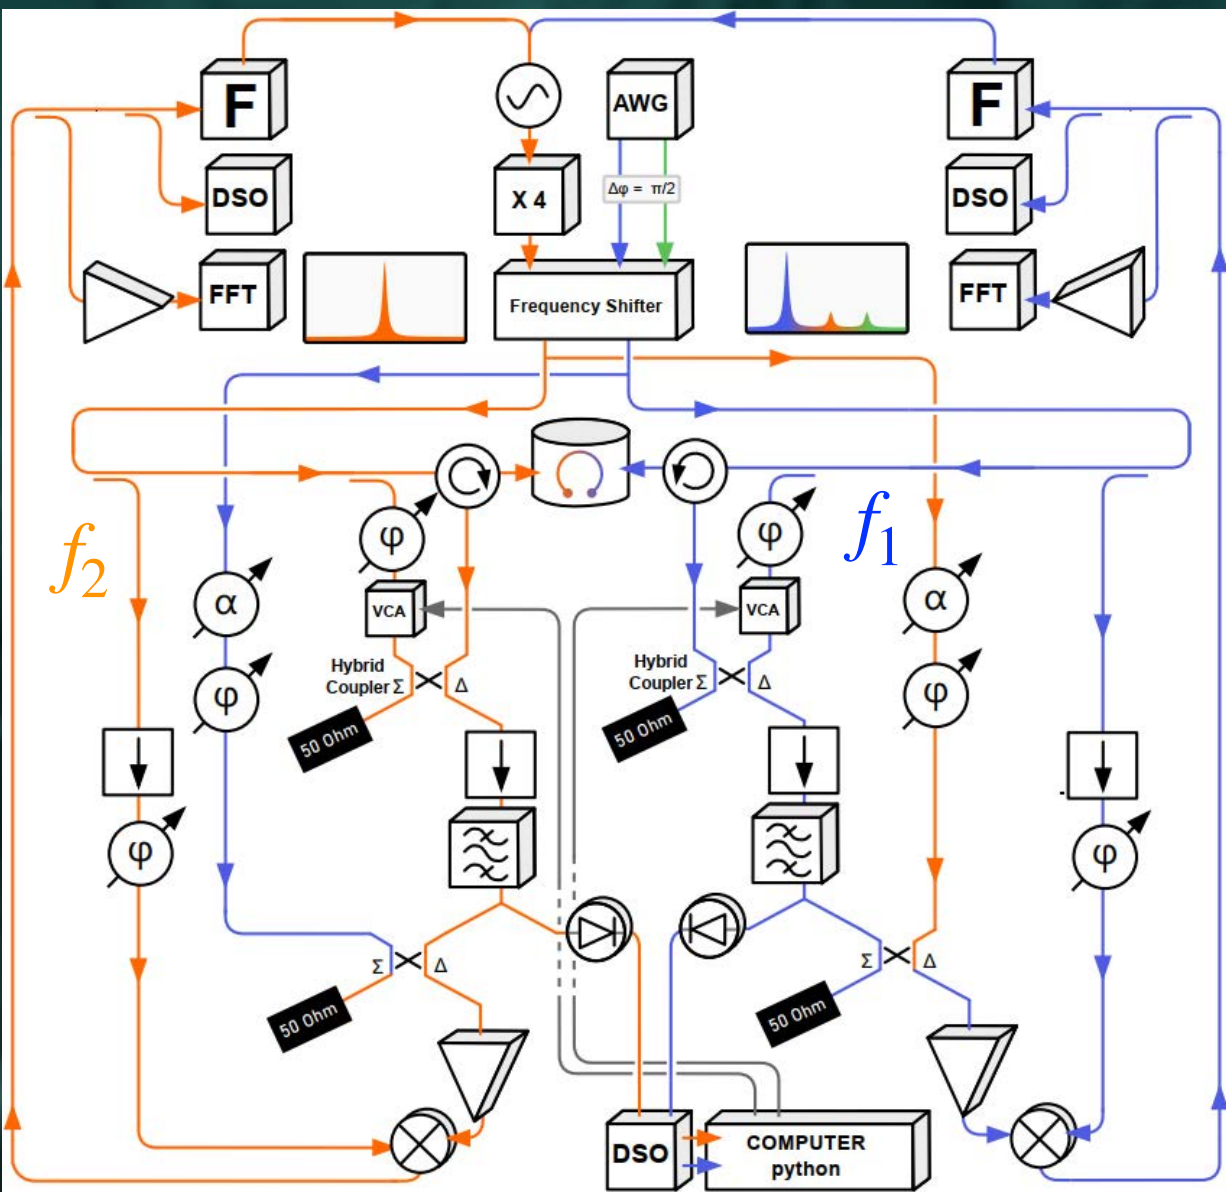 F
AWG
F
DSO
X 4
Δφ = π/2
DSO
FFT
Frequency Shifter
FFT
f2
φ
φ
f1
α
VCA
VCA
α
φ
Hybrid
Coupler Σ
Δ
Hybrid
Coupler Σ
Δ
φ
50 Ohm
50 Ohm
φ
φ
Σ
Δ
Σ
Δ
50 Ohm
50 Ohm
DSO
COMPUTER
python